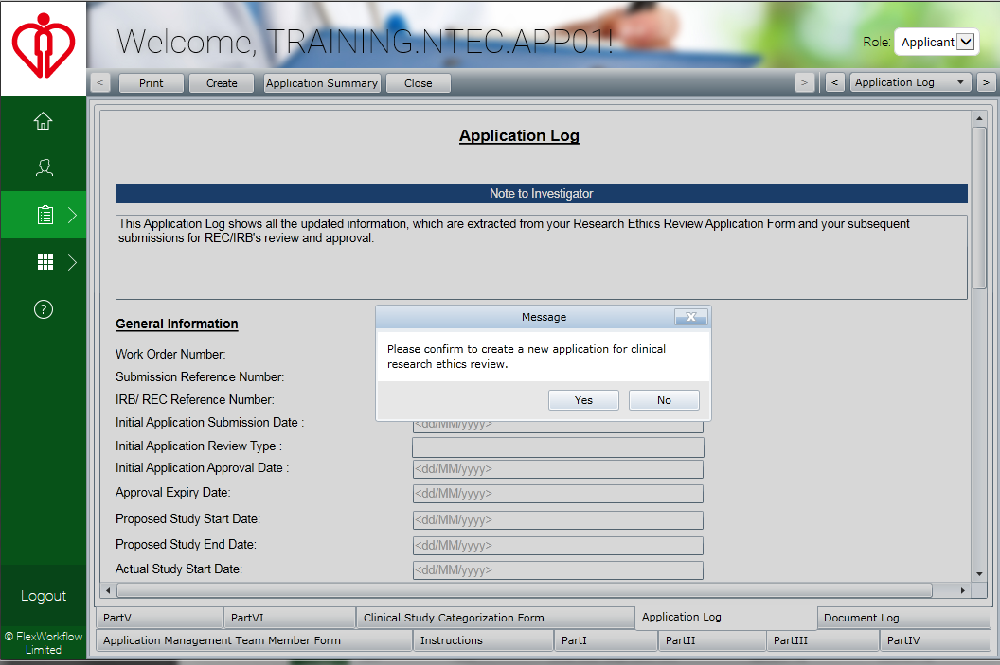 Welcome, TRAINING.NTEC.APP01!
Role: Applicant
< Print Create Application Summary Close > < Application Log >
Application Log
Note to Investigator
This Application Log shows all the updated information, which are extracted from your Research Ethics Review Application Form and your subsequent
submissions for REC/IRB's review and approval.
General Information
Message
Please confirm to create a new application for clinical
research ethics review.
Yes No
Work Order Number:
Submission Reference Number:
IRB/ REC Reference Number:
Initial Application Submission Date : <dd/MM/yyyy>
Initial Application Review Type :
Initial Application Approval Date : <dd/MM/yyyy>
Approval Expiry Date: <dd/MM/yyyy>
Proposed Study Start Date: <dd/MM/yyyy>
Proposed Study End Date: <dd/MM/yyyy>
Actual Study Start Date: <dd/MM/yyyy>
PartV PartVI Clinical Study Categorization Form Application Log Document Log
Application Management Team Member Form Instructions PartI PartII PartIII PartIV
Logout
© FlexWorkflow
Limited